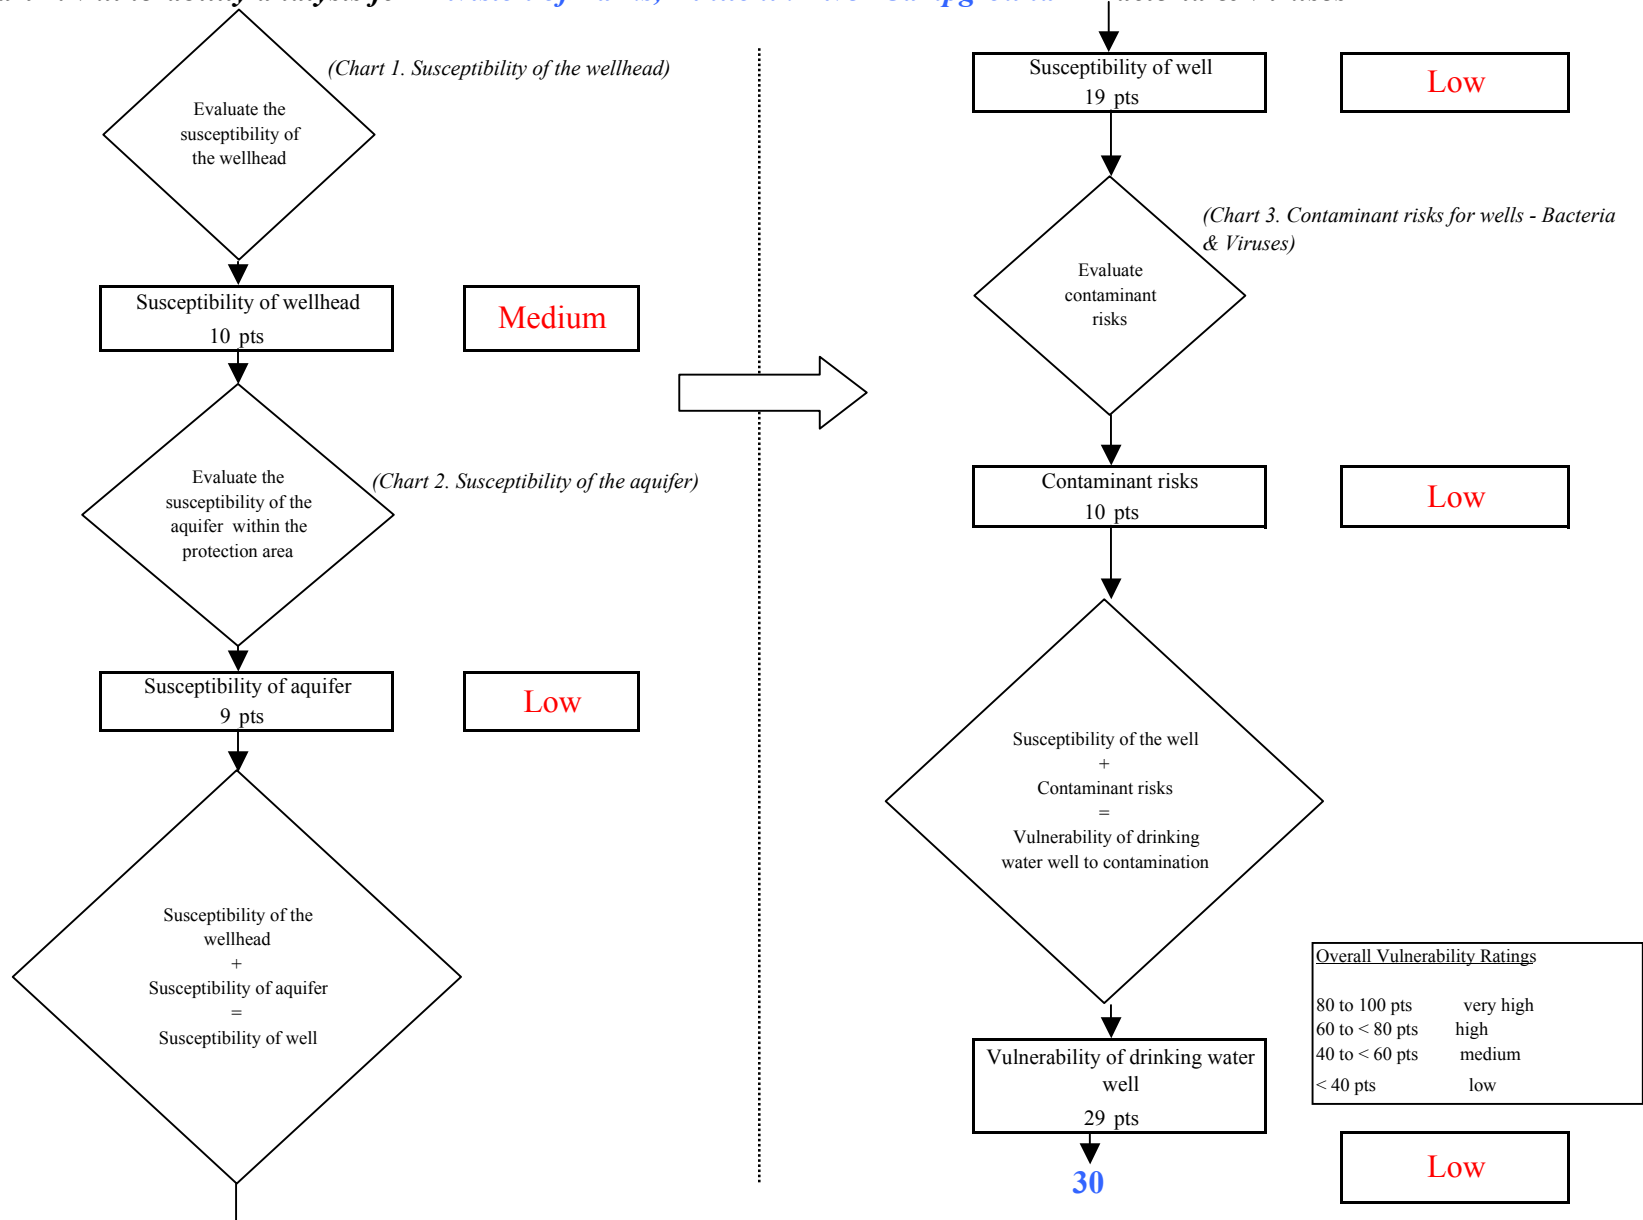 (Chart 1. Susceptibility of the wellhead)
Evaluate the
susceptibility of
the wellhead
Susceptibility of wellhead
10 pts
Medium
Evaluate the
susceptibility of the
aquifer within the
protection area
(Chart 2. Susceptibility of the aquifer)
Susceptibility of aquifer
9 pts
Low
Susceptibility of the
wellhead
+
Susceptibility of aquifer
=
Susceptibility of well
Susceptibility of well
19 pts
Low
(Chart 3. Contaminant risks for wells - Bacteria
& Viruses)
Evaluate
contaminant
risks
Contaminant risks
10 pts
Low
Susceptibility of the well
+
Contaminant risks
=
Vulnerability of drinking
water well to contamination
Overall Vulnerability Ratings
80 to 100 pts very high
60 to < 80 pts high
40 to < 60 pts medium
< 40 pts low
Vulnerability of drinking water
well
29 pts
30
Low